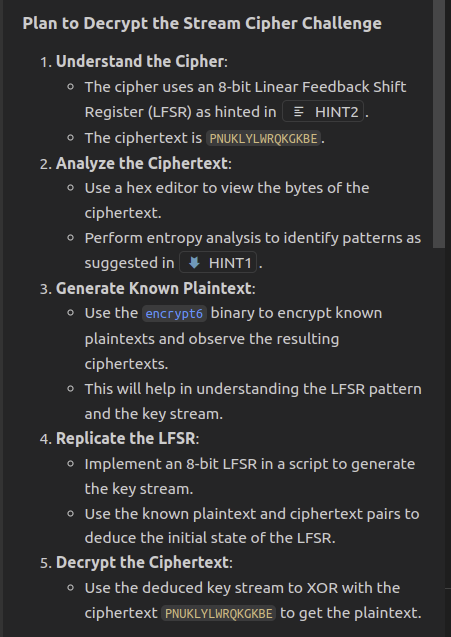 Plan to Decrypt the Stream Cipher Challenge
1. Understand the Cipher:
The cipher uses an 8-bit Linear Feedback Shift
Register (LFSR) as hinted in HINT2 .
The ciphertext is PNUKLYLWRQKGKBE .
2. Analyze the Ciphertext:
Use a hex editor to view the bytes of the
ciphertext.
Perform entropy analysis to identify patterns as
suggested in HINT1 .
3. Generate Known Plaintext:
Use the encrypt6 binary to encrypt known
plaintexts and observe the resulting
ciphertexts.
This will help in understanding the LFSR pattern
and the key stream.
4. Replicate the LFSR:
Implement an 8-bit LFSR in a script to generate
the key stream.
Use the known plaintext and ciphertext pairs to
deduce the initial state of the LFSR.
5. Decrypt the Ciphertext:
Use the deduced key stream to XOR with the
ciphertext PNUKLYLWRQKGKBE to get the plaintext.